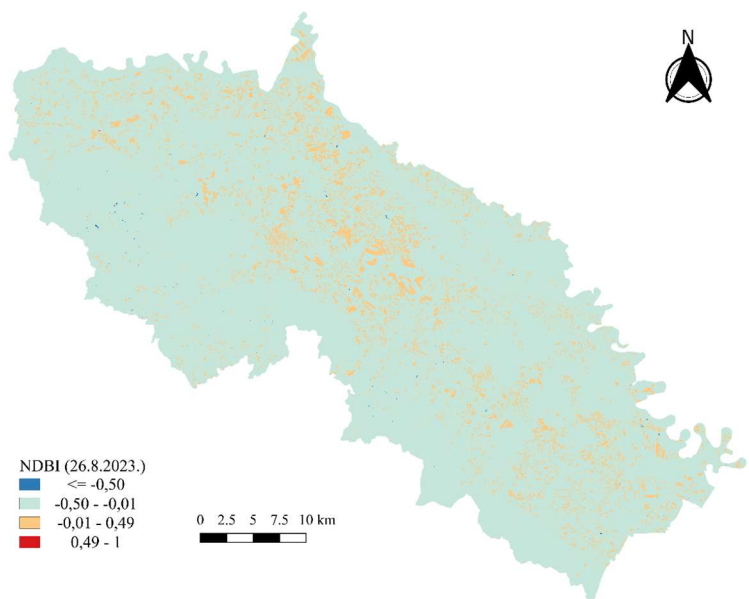 N
NDBI (26.8.2023.)
<= -0,50
-0,50 - -0,01
-0,01 - 0,49
0,49 - 1
0 2.5 5 7.5 10 km